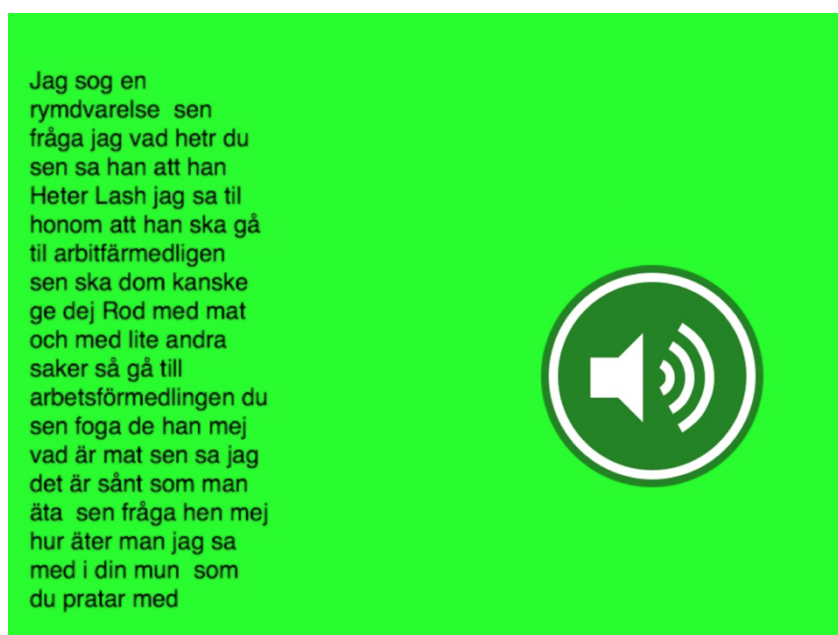 Jag sog en
rymdvarelse  sen
fråga jag vad hetr du
sen sa han att han
Heter Lash jag sa til
honom att han ska gå
til arbitfärmedligen
sen ska dom kanske
ge dej Rod med mat
och med lite andra
saker så gå till
arbetsförmedlingen du
sen foga de han mej
vad är mat sen sa jag
det är sånt som man
äta  sen fråga hen mej
hur äter man jag sa
med i din mun  som
du pratar med